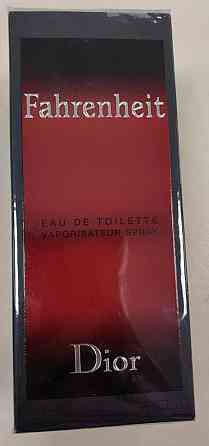 Fahrenheit
EAU DE TOILETTE
VAPORISATEUR SPRAY
Dior